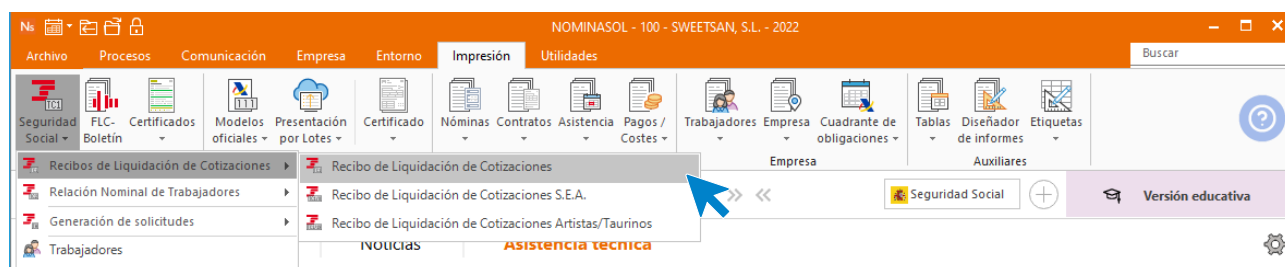 Ns
NOMINASOL - 100 - SWEETSAN, S.L. - 2022
Archivo Procesos Comunicación Empresa Entorno Impresión Utilidades Buscar
TC1
111
Seguridad FLC- Certificados Modelos Presentación Certificado Nóminas Contratos Asistencia Pagos / Trabajadores Empresa Cuadrante de Tablas Diseñador Etiquetas
Social Boletín oficiales por Lotes Costes obligaciones de informes
Empresa Auxiliares
Recibos de Liquidación de Cotizaciones
Relación Nominal de Trabajadores
Generación de solicitudes
Trabajadores
Recibo de Liquidación de Cotizaciones
Recibo de Liquidación de Cotizaciones S.E.A.
Recibo de Liquidación de Cotizaciones Artistas/Taurinos
Seguridad Social
Versión educativa
Noticias Asistencia técnica